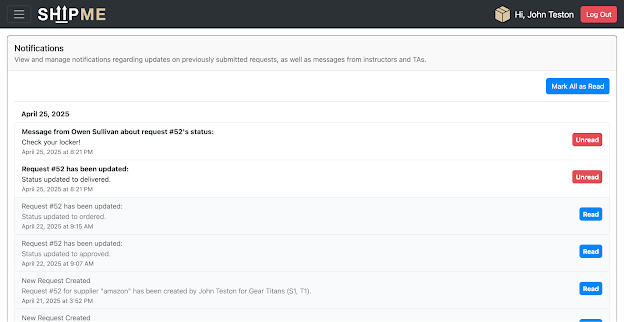 SHIPME
Hi, John Teston
Log Out
Notifications
View and manage notifications regarding updates on previously submitted requests, as well as messages from instructors and TAs.
Mark All as Read
April 25, 2025
Message from Owen Sullivan about request #52's status:
Check your locker!
April 25, 2025 at 8:21 PM
Unread
Request #52 has been updated:
Status updated to delivered.
April 25, 2025 at 8:21 PM
Unread
Request #52 has been updated:
Status updated to ordered.
April 22, 2025 at 9:15 AM
Read
Request #52 has been updated:
Status updated to approved.
April 22, 2025 at 9:07 AM
Read
New Request Created
Request #52 for supplier "amazon" has been created by John Teston for Gear Titans (S1, T1).
April 21, 2025 at 3:52 PM
Read
New Request Created
Read